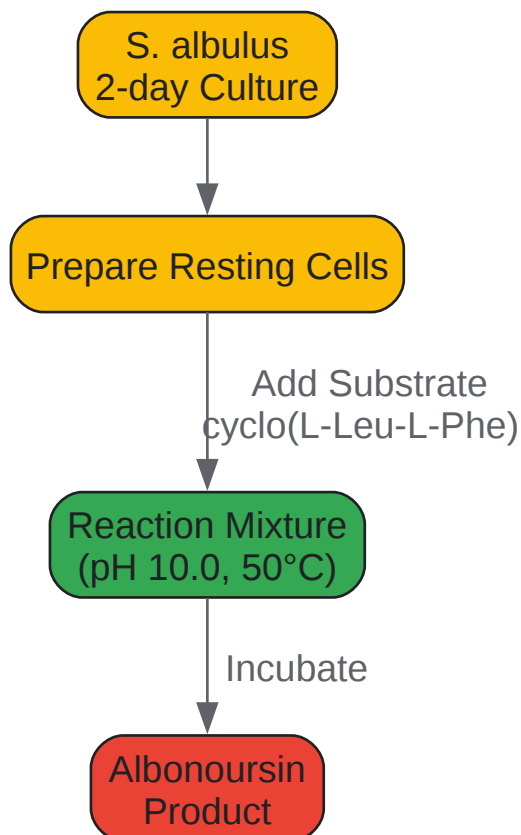 S. albulus
2-day Culture
Prepare Resting Cells
Add Substrate
cyclo(L-Leu-L-Phe)
Reaction Mixture
(pH 10.0, 50°C)
Incubate
Albonoursin
Product